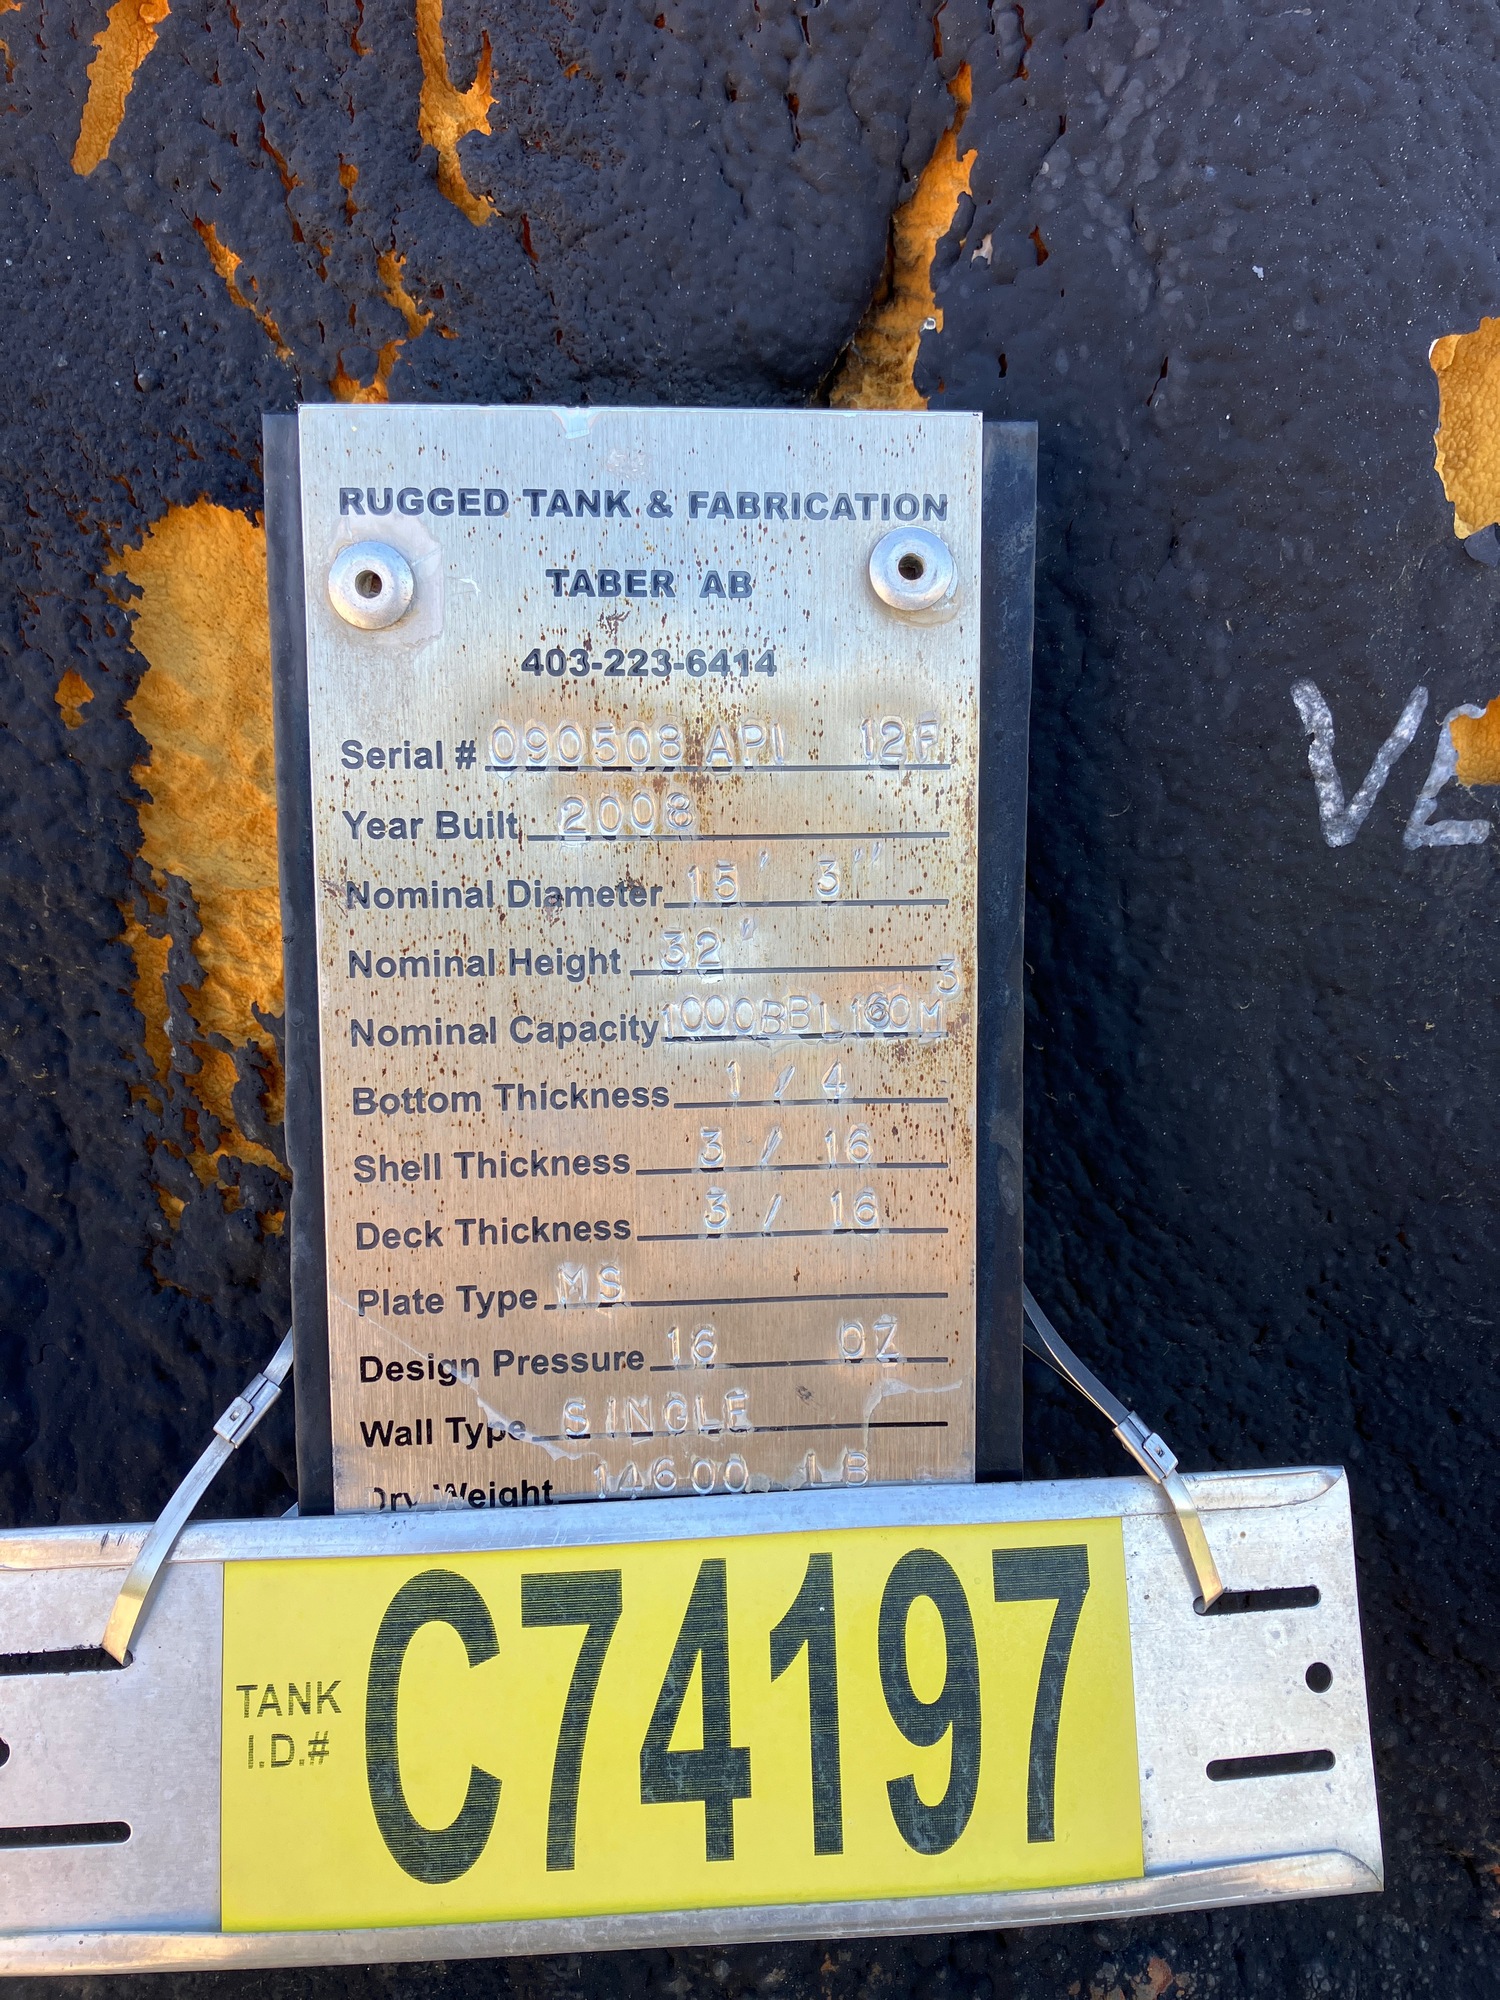 RUGGED TANK & FABRICATION
TABER AB
403-223-6414
Serial # 090508 API 12F
Year Built 2008
Nominal Diameter 15' 3"
Nominal Height 32'
Nominal Capacity 1000BBL 160M3
Bottom Thickness 1/4
Shell Thickness 3/16
Deck Thickness 3/16
Plate Type MS
Design Pressure 16 OZ
Wall Type SINGLE
Dry Weight 14600 LB
TANK
I.D.#
C74197